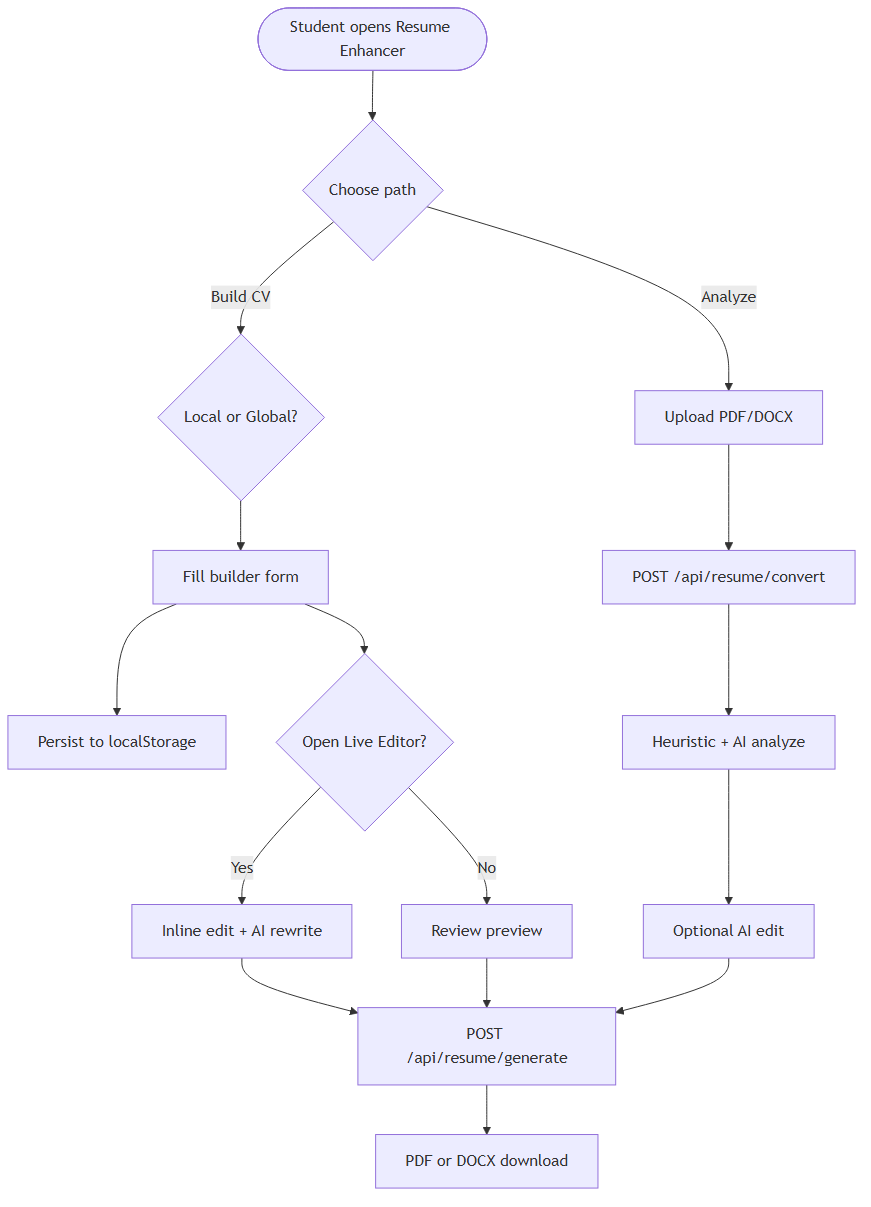 Student opens Resume
Enhancer
Choose path
Build CV
Analyze
Local or Global?
Upload PDF/DOCX
Fill builder form
POST /api/resume/convert
Persist to localStorage
Open Live Editor?
Heuristic + AI analyze
Yes
No
Inline edit + AI rewrite
Review preview
Optional AI edit
POST
/api/resume/generate
PDF or DOCX download